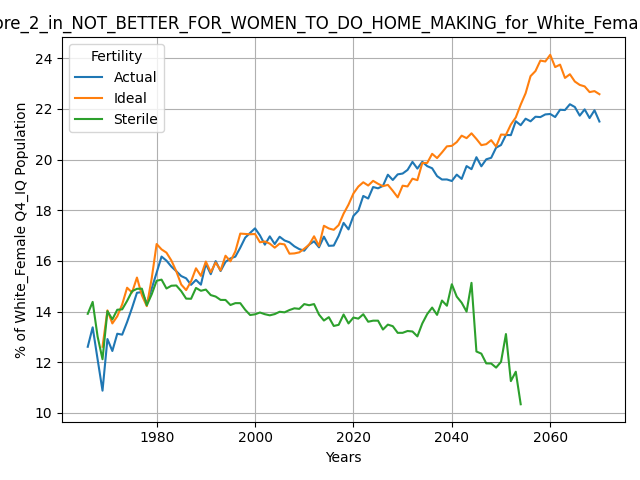 ore_2_in_NOT_BETTER_FOR_WOMEN_TO_DO_HOME_MAKING_for_White_Fema
Fertility
Actual
Ideal
Sterile
% of White_Female Q4_IQ Population
24
22
20
18
16
14
12
10
1980 2000 2020 2040 2060
Years